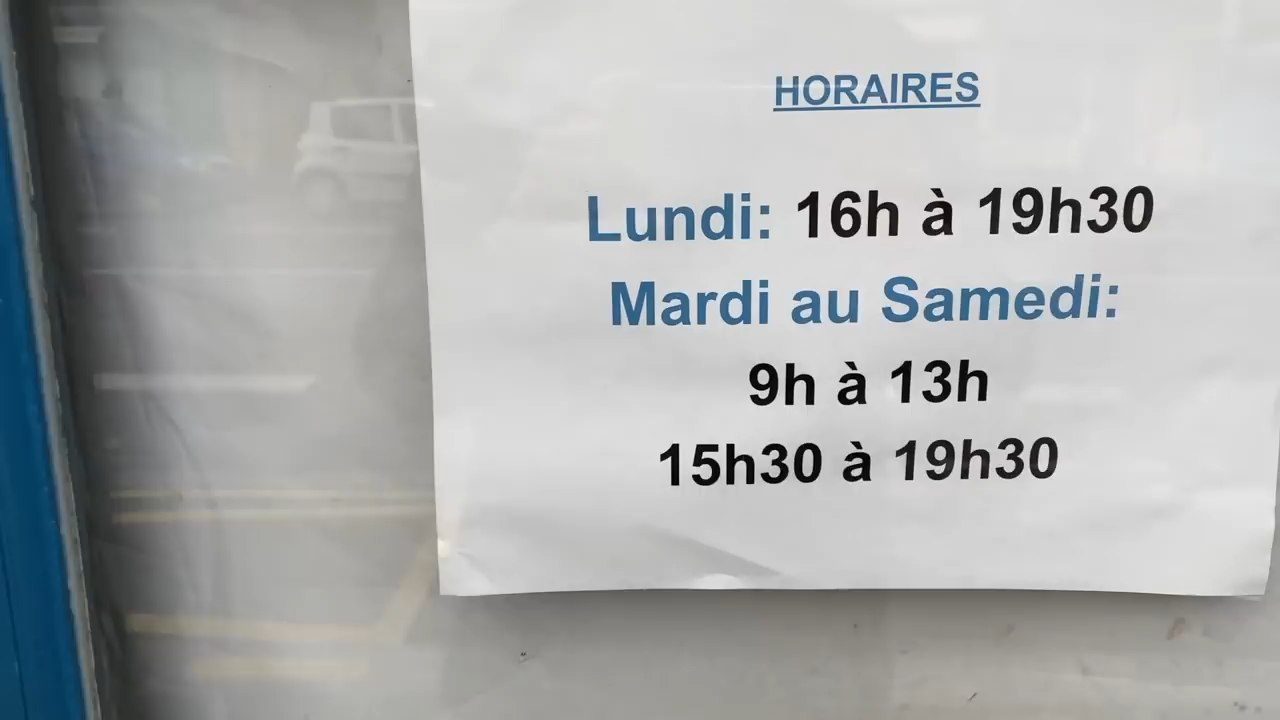 HORAIRES
Lundi: 16h à 19h30
Mardi au Samedi:
9h à 13h
15h30 à 19h30